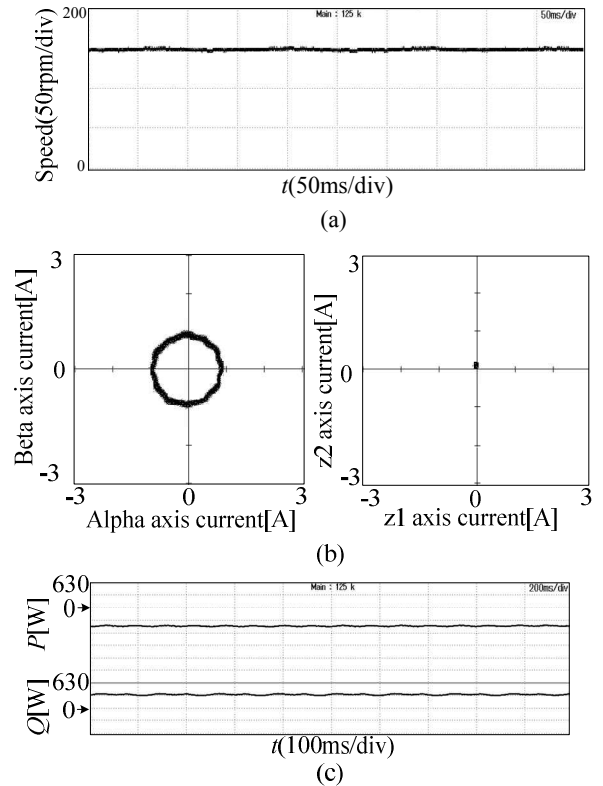 200
Main : 125 k
50ms/div
Speed(50rpm/div)
0
t(50ms/div)
(a)
3
Beta axis current[A]
0
-3
-3
0
3
Alpha axis current[A]
3
z2 axis current[A]
0
-3
-3
0
3
z1 axis current[A]
(b)
630
Main : 125 k
200ms/div
0
P[W]
630
0
Q[W]
t(100ms/div)
(c)